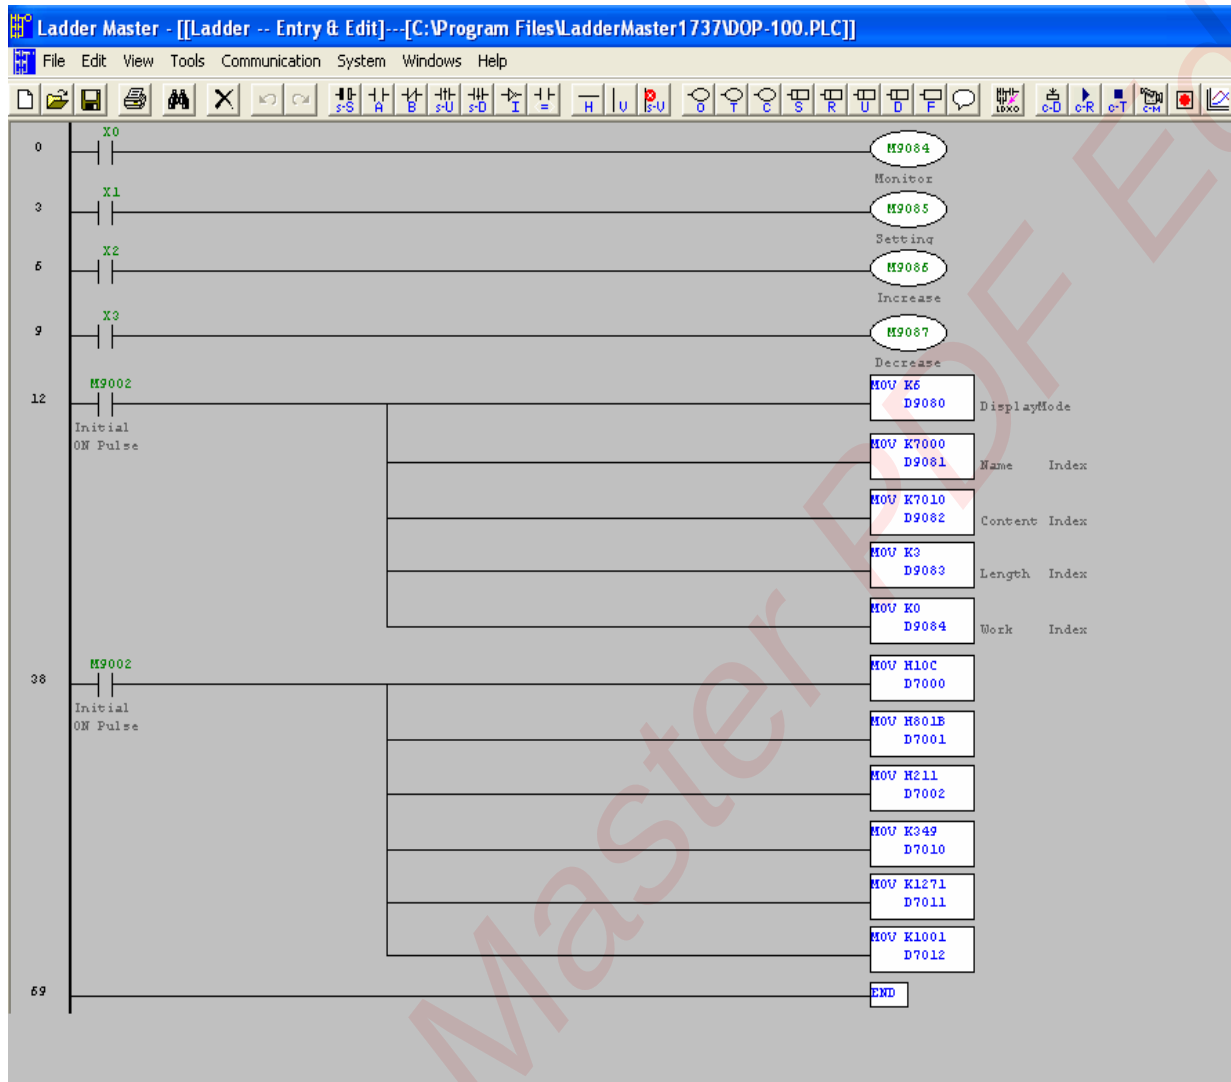 Ladder Master - [[Ladder -- Entry & Edit]---[C:\Program Files\LadderMaster1737\DOP-100.PLC]]
File Edit View Tools Communication System Windows Help
s-S A B s-U s-D I = H U s-U O T C S R U D F LDXO c-D c-R c-T c-M
X0
0 M9084
Monitor
X1
3 M9085
Setting
X2
6 M9086
Increase
X3
9 M9087
Decrease
M9002 MOV K6
12 D9080 DisplayMode
Initial
ON Pulse MOV K7000
D9081 Name Index
MOV K7010
D9082 Content Index
MOV K3
D9083 Length Index
MOV K0
D9084 Work Index
M9002 MOV H10C
38 D7000
Initial
ON Pulse MOV H801B
D7001
MOV H211
D7002
MOV K349
D7010
MOV K1271
D7011
MOV K1001
D7012
69 END
Master PDF Ed